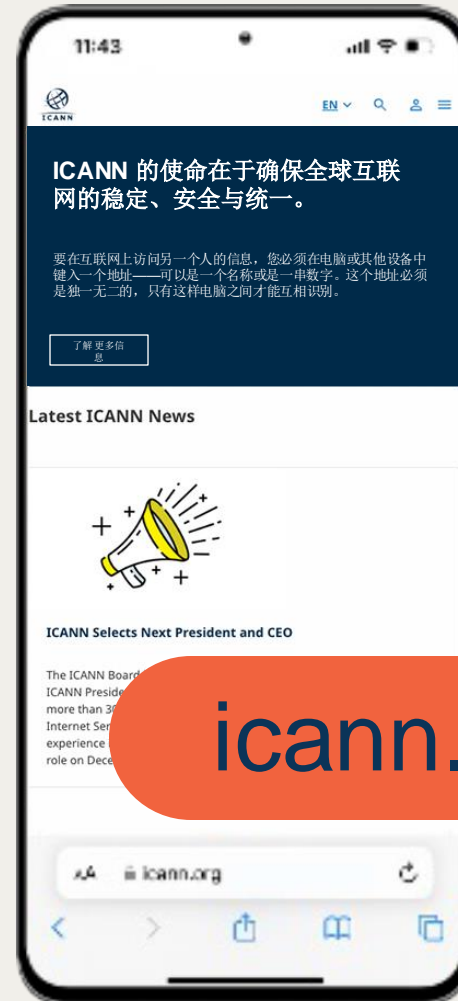 11:43
ICANN
EN
ICANN 的使命在于确保全球互联
网的稳定、安全与统一。
要在互联网上访问另一个人的信息，您必须在电脑或其他设备中
键入一个地址——可以是一个名称或是一串数字。这个地址必须
是独一无二的，只有这样电脑之间才能互相识别。
了解更多信
息
Latest ICANN News
ICANN Selects Next President and CEO
The ICANN Board
ICANN Preside
more than 3
Internet Ser
experience
role on Dece
icann.
AA icann.org